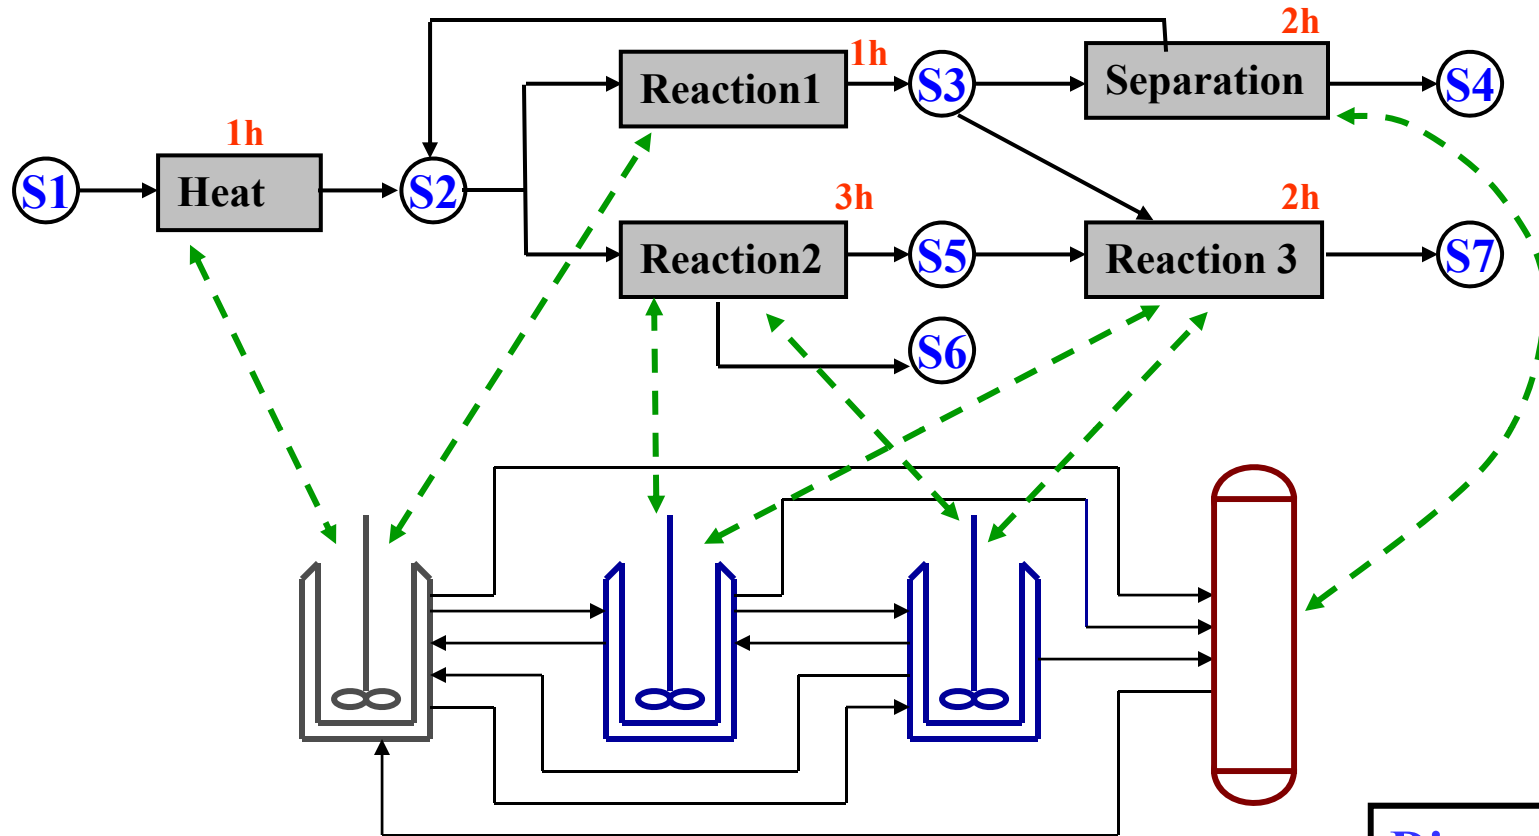 2h
1h
Reaction1
S3
Separation
S4
1h
S1
Heat
S2
3h
2h
Reaction2
S5
Reaction 3
S7
S6